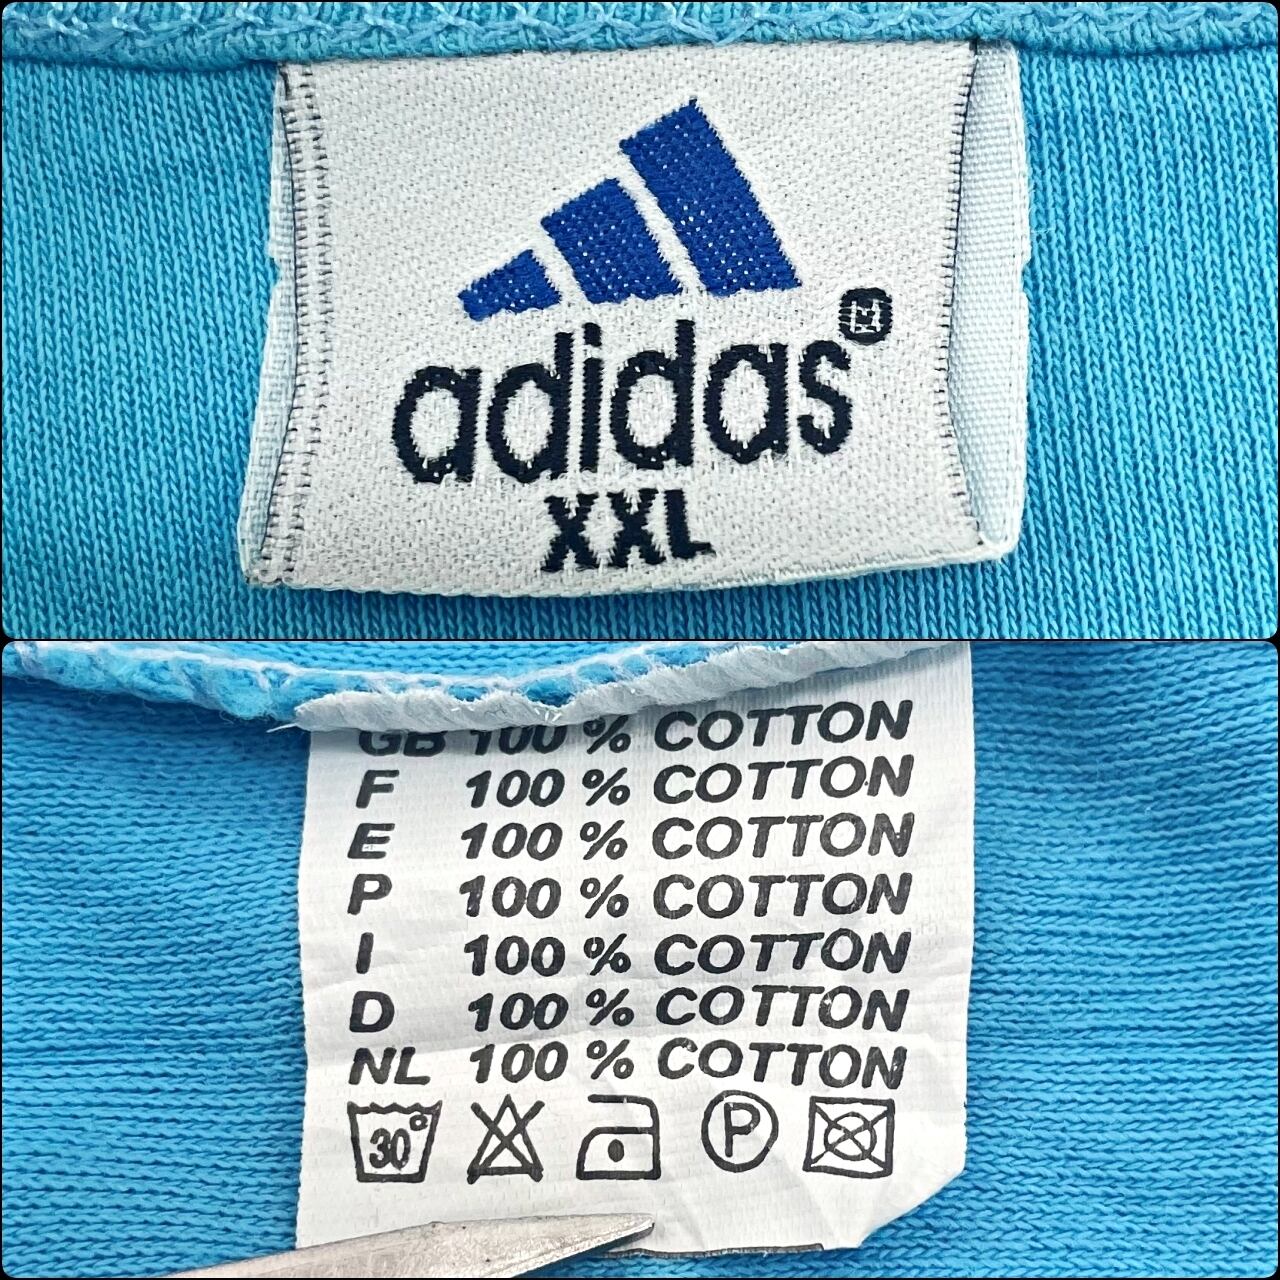 adidas
XXL
GB 100 % COTTON
F 100 % COTTON
E 100 % COTTON
P 100 % COTTON
I 100 % COTTON
D 100 % COTTON
NL 100 % COTTON
30° P